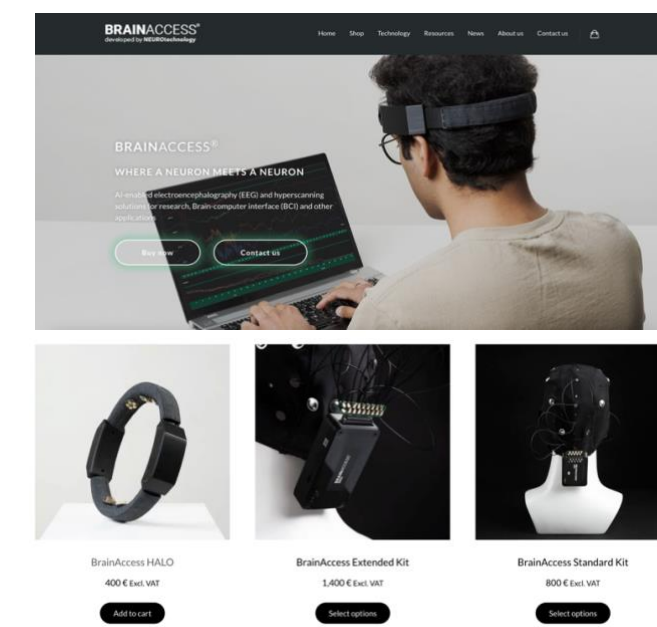 BRAINACCESS®
developed by NEUROtechnology
Home Shop Technology Resources News About us Contact us
BRAINACCESS®
WHERE A NEURON MEETS A NEURON
AI-enabled electroencephalography (EEG) and hyperscanning
solutions for research, Brain-computer interface (BCI) and other
applications
Buy now Contact us
BrainAccess HALO
400 € Excl. VAT
Add to cart
BrainAccess Extended Kit
1,400 € Excl. VAT
Select options
BrainAccess Standard Kit
800 € Excl. VAT
Select options